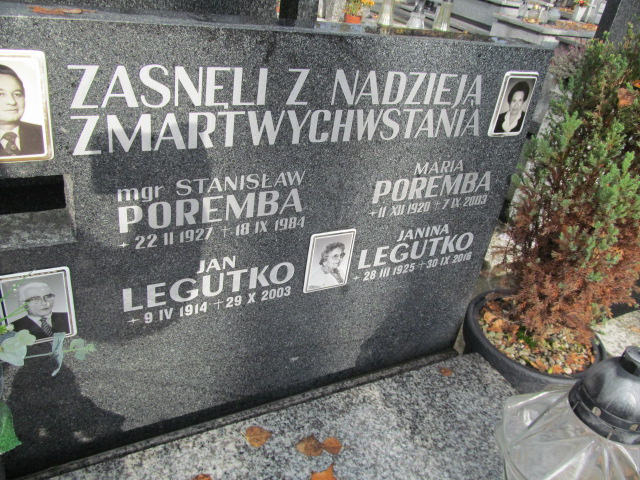 ZASNĘLI Z NADZIEJĄ
ZMARTWYCHWSTANIA
mgr STANISŁAW
POREMBA
* 22 II 1927 + 18 IX 1984
MARIA
POREMBA
* 11 XII 1920 + 7 IX 2003
JAN
LEGUTKO
* 9 IV 1914 + 29 X 2003
JANINA
LEGUTKO
* 28 III 1925 + 30 IX 2016